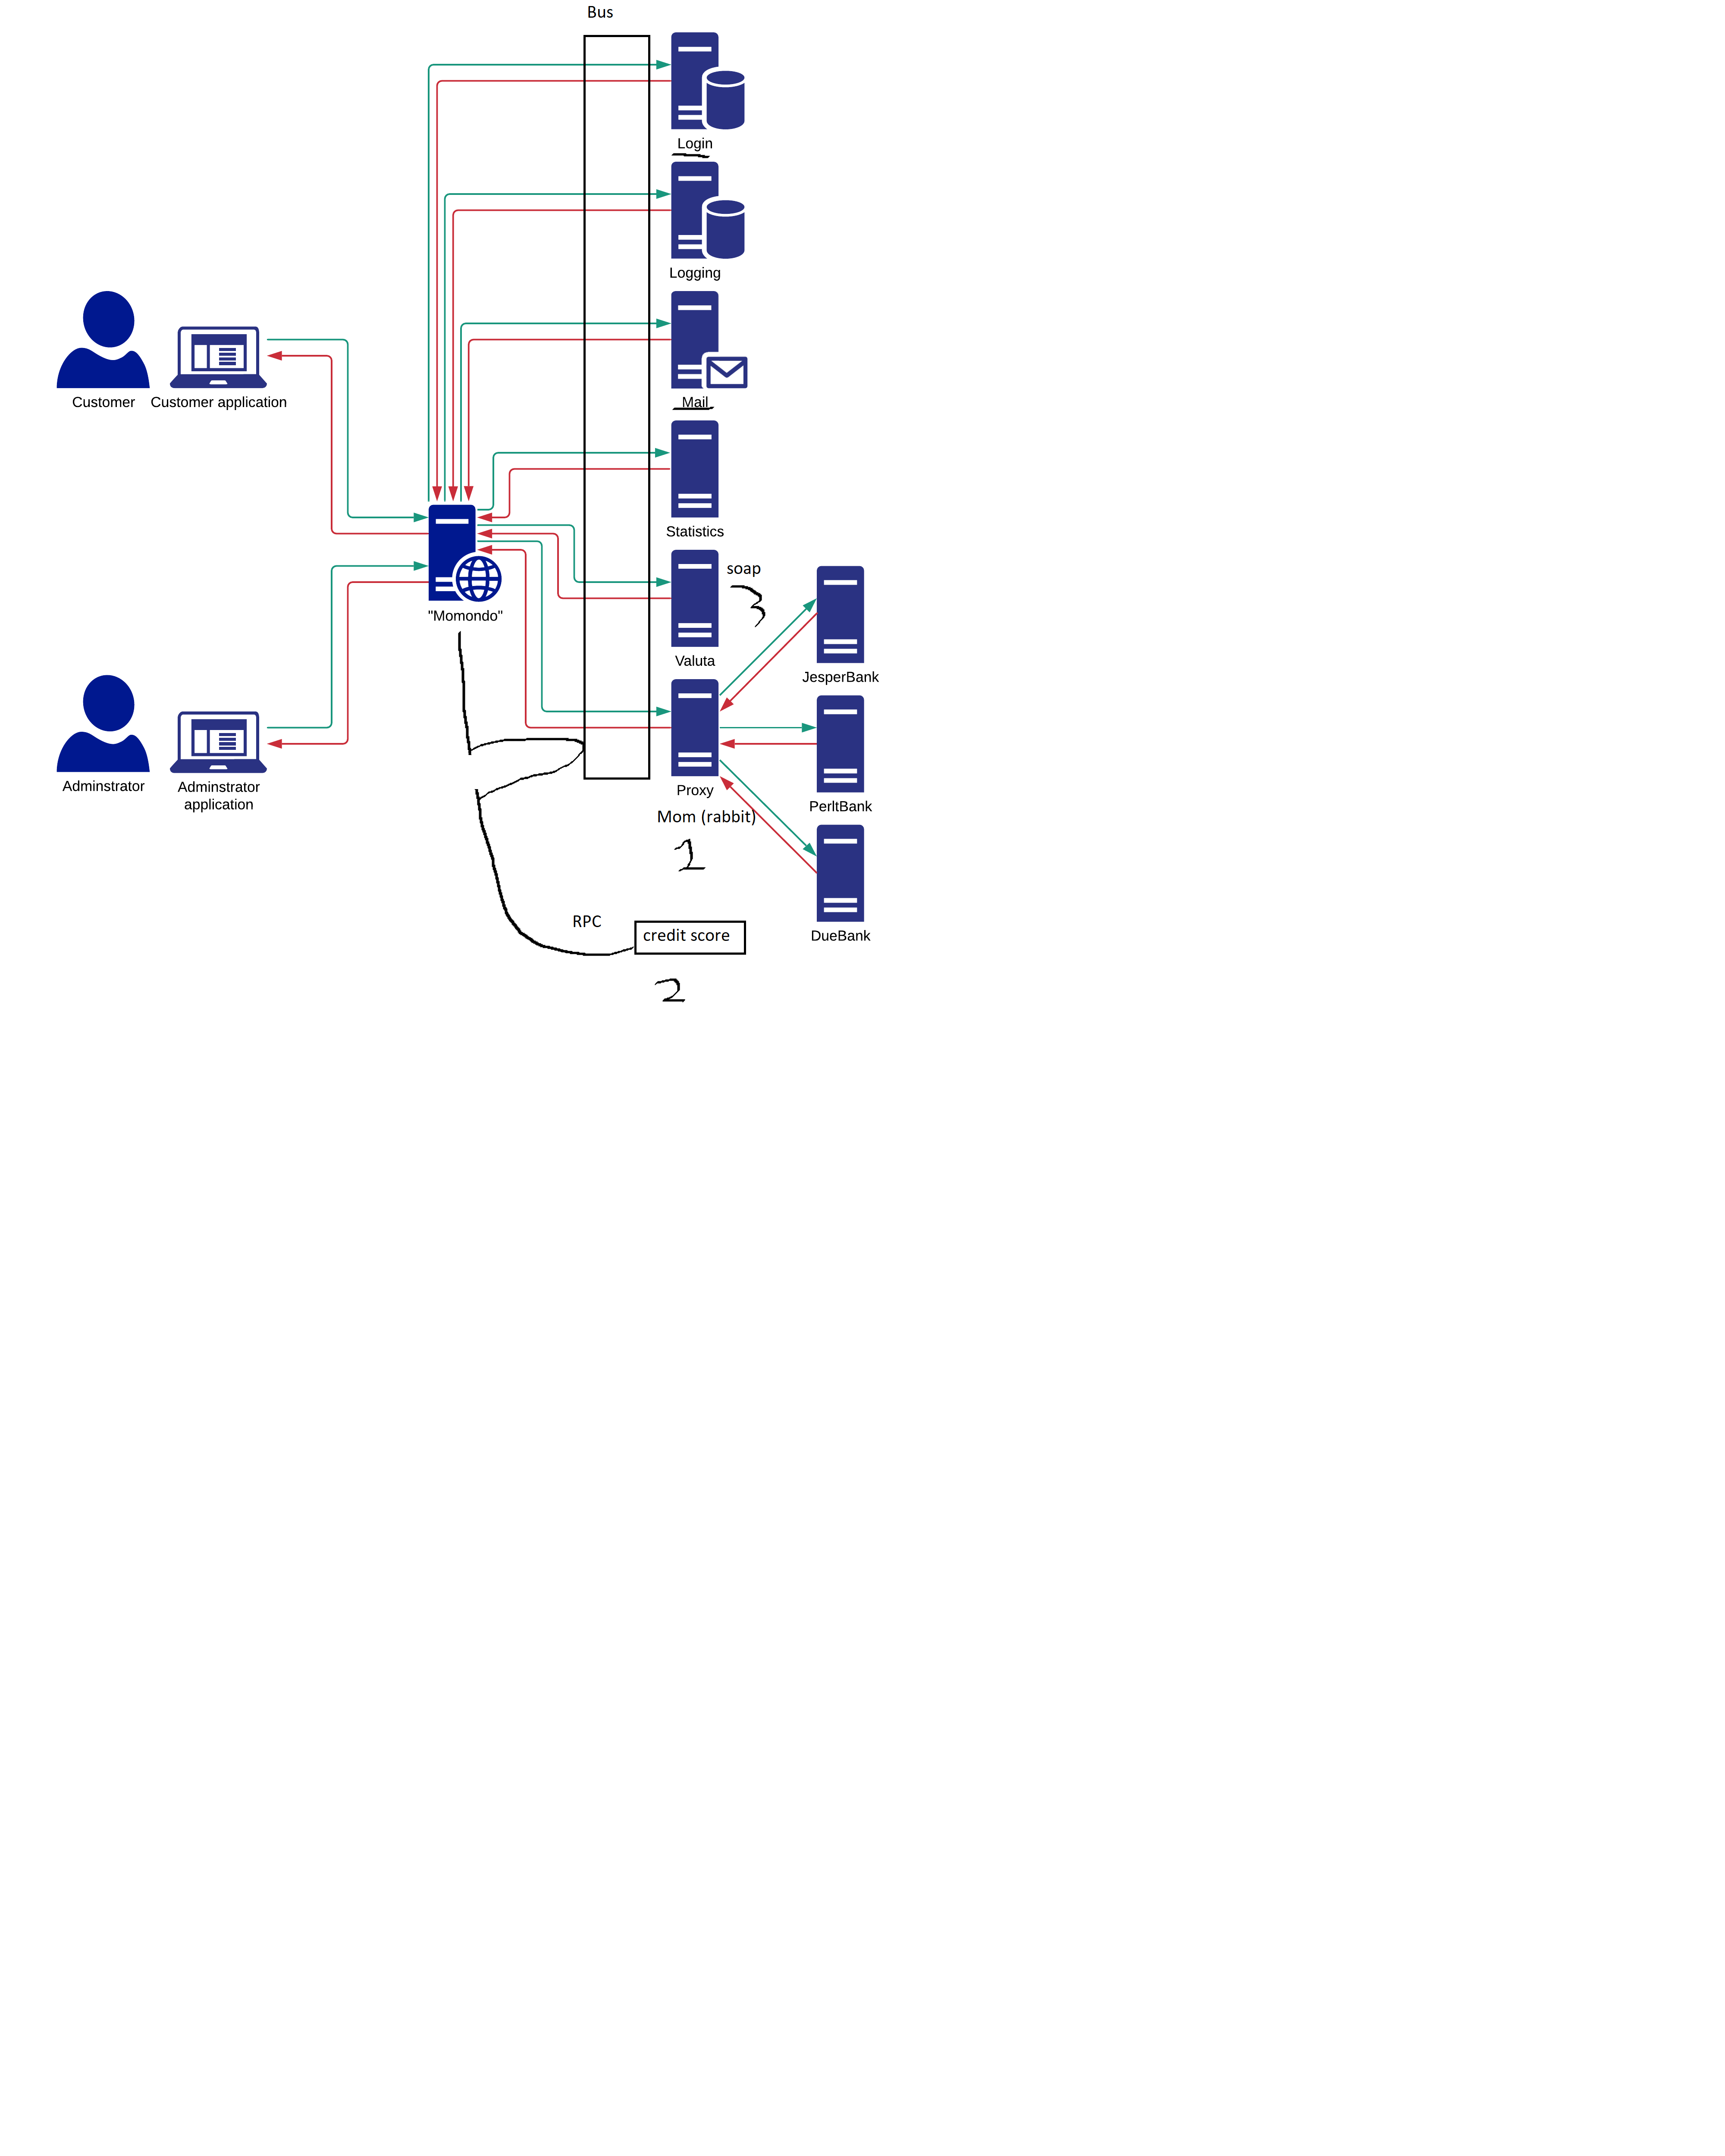 Bus
Login
Logging
Customer
Customer application
Mail
Statistics
"Momondo"
soap
3
Valuta
JesperBank
Adminstrator
Adminstrator
application
Proxy
PerltBank
Mom (rabbit)
1
RPC
credit score
DueBank
2